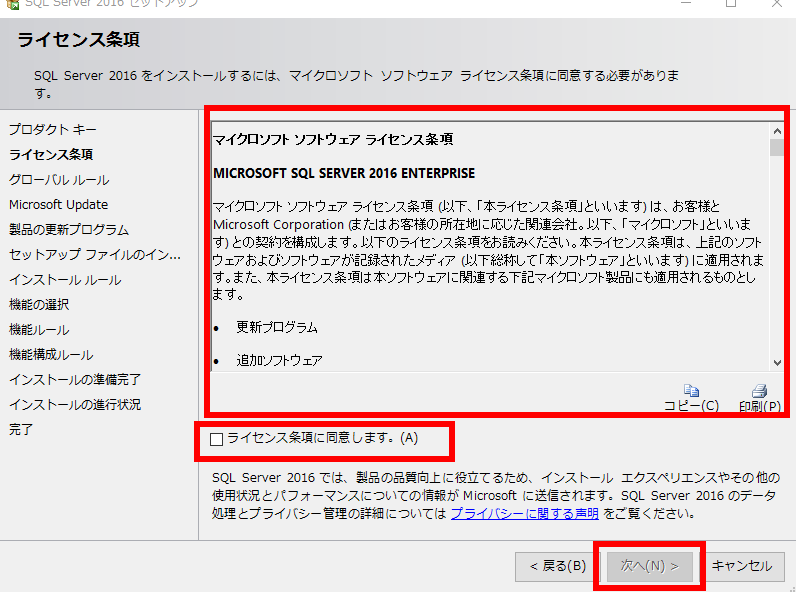 SQL Server 2016 セットアップ
ライセンス条項
SQL Server 2016 をインストールするには、マイクロソフト ソフトウェア ライセンス条項に同意する必要がありま
す。
プロダクト キー
ライセンス条項
グローバル ルール
Microsoft Update
製品の更新プログラム
セットアップ ファイルのイン...
インストール ルール
機能の選択
機能ルール
機能構成ルール
インストールの準備完了
インストールの進行状況
完了
マイクロソフト ソフトウェア ライセンス条項
MICROSOFT SQL SERVER 2016 ENTERPRISE
マイクロソフト ソフトウェア ライセンス条項 (以下、「本ライセンス条項」といいます) は、お客様と
Microsoft Corporation (またはお客様の所在地に応じた関連会社。以下、「マイクロソフト」といいま
す) との契約を構成します。以下のライセンス条項をお読みください。本ライセンス条項は、上記のソフト
ウェアおよびソフトウェアが記録されたメディア (以下総称して「本ソフトウェア」といいます) に適用されま
す。また、本ライセンス条項は本ソフトウェアに関連する下記マイクロソフト製品にも適用されるものとし
ます。
• 更新プログラム
• 追加ソフトウェア
コピー(C) 印刷(P)
ライセンス条項に同意します。(A)
SQL Server 2016 では、製品の品質向上に役立てるため、インストール エクスペリエンスやその他の
使用状況とパフォーマンスについての情報が Microsoft に送信されます。SQL Server 2016 のデータ
処理とプライバシー管理の詳細については プライバシーに関する声明 をご覧ください。
< 戻る(B) 次へ(N) > キャンセル